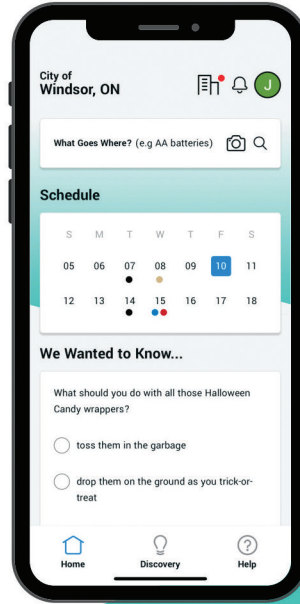 City of
Windsor, ON
J
What Goes Where? (e.g AA batteries)
Schedule
S M T W T F S
05 06 07 08 09 10 11
12 13 14 15 16 17 18
We Wanted to Know...
What should you do with all those Halloween
Candy wrappers?
toss them in the garbage
drop them on the ground as you trick-or-
treat
Home Discovery Help